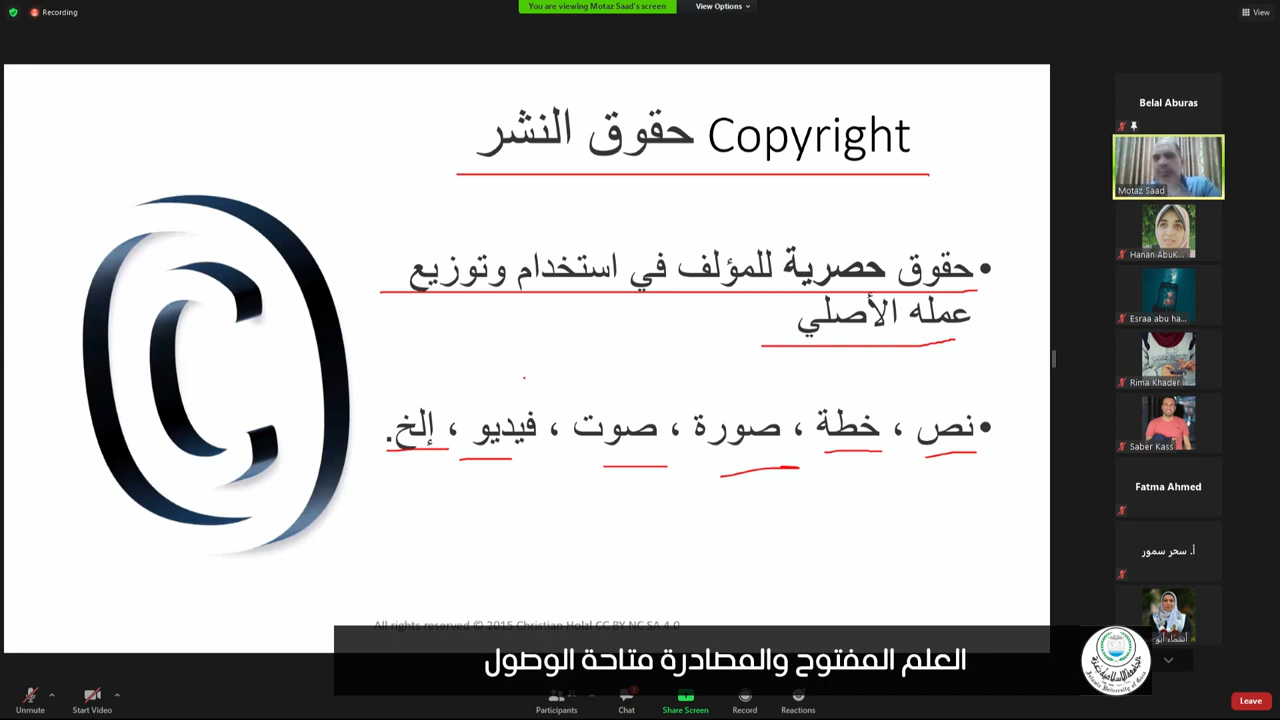 Recording
You are viewing Motaz Saad's screen
View Options
View
Copyright حقوق النشر
•حقوق حصرية للمؤلف في استخدام وتوزيع
عمله الأصلي
•نص ، خطة ، صورة ، صوت ، فيديو ، إلخ.
All rights reserved © 2015 Christian Holzl CC BY NC SA 4.0
العلم المفتوح والمصادرة متاحة الوصول
Belal Aburas
Motaz Saad
Hanan AbuK...
Esraa abu ha...
Rima Khader
Saber Kass
Fatma Ahmed
أ. سحر سمور
أسماء أبو
Unmute
Start Video
Participants
Chat
Share Screen
Record
Reactions
Leave